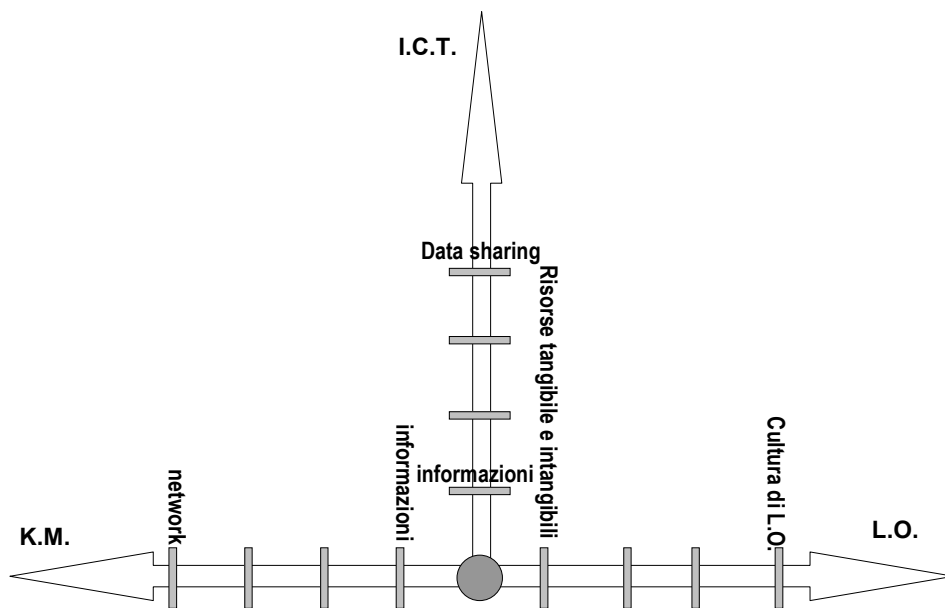 I.C.T.
Data sharing
Risorse tangibile e intangibili
informazioni
informazioni
Cultura di L.O.
network
K.M.
L.O.